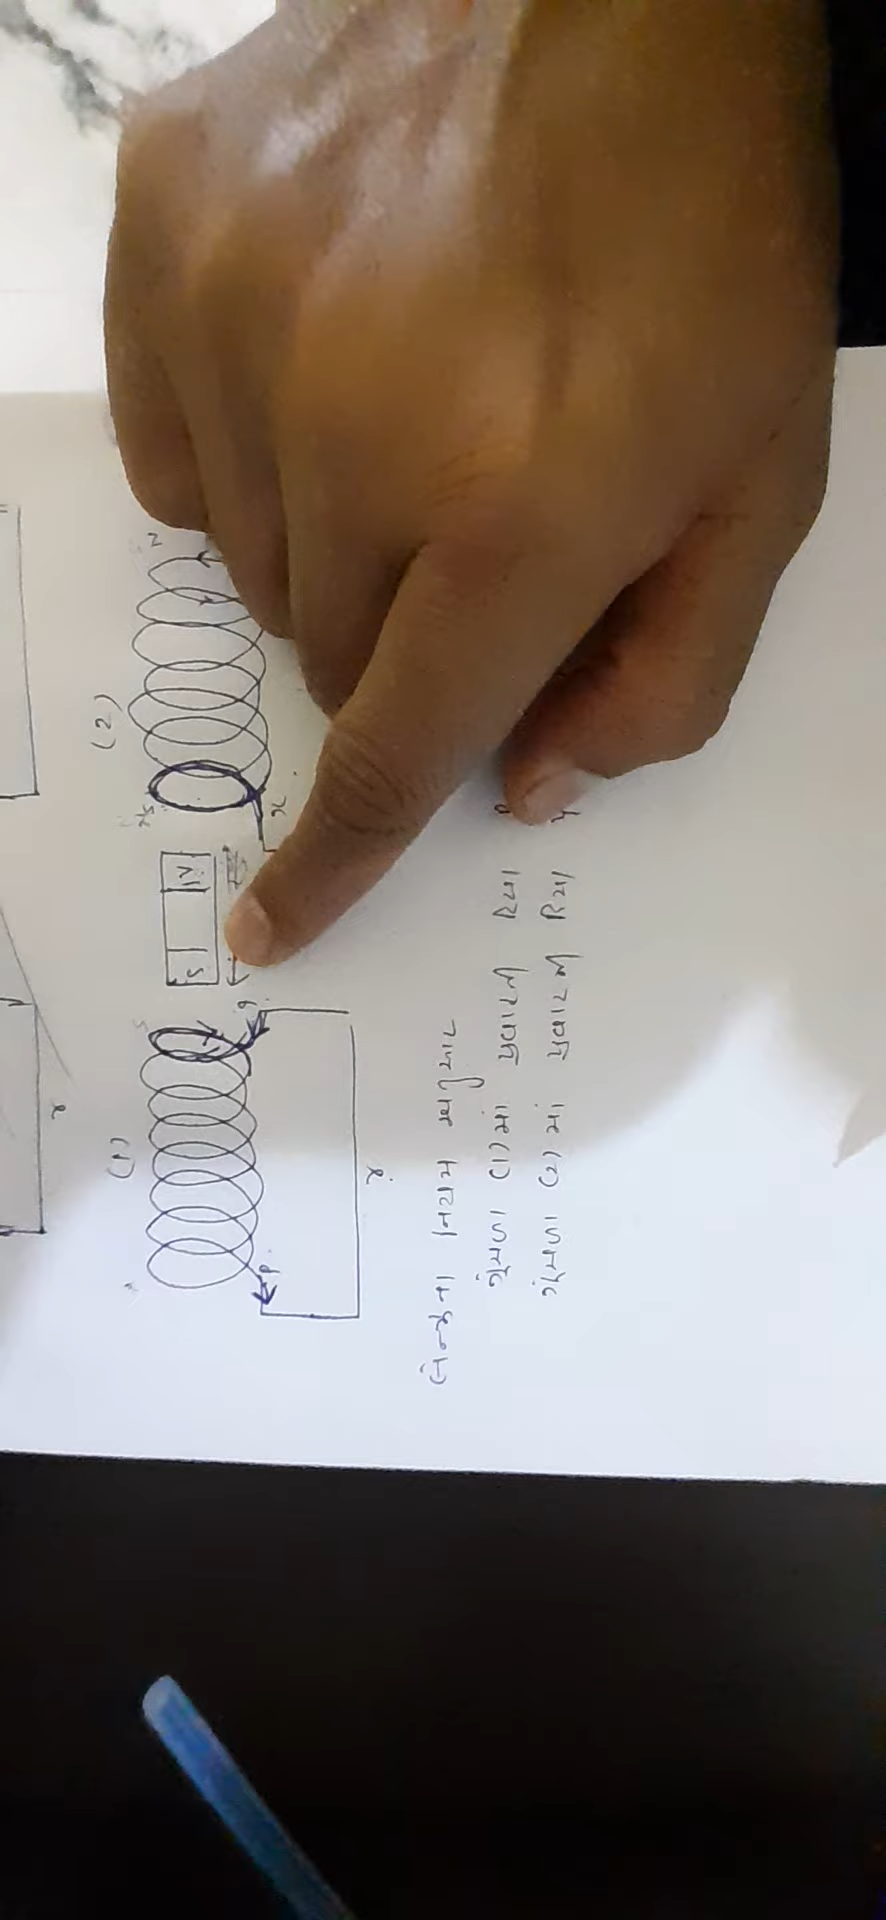 (1)
(2)
S
N
S
N
p
q
r
x
લેન્ઝના નિયમ અનુસાર
ગૂંચળા (1) માં પ્રવાહની દિશા
ગૂંચળા (2) માં પ્રવાહની દિશા